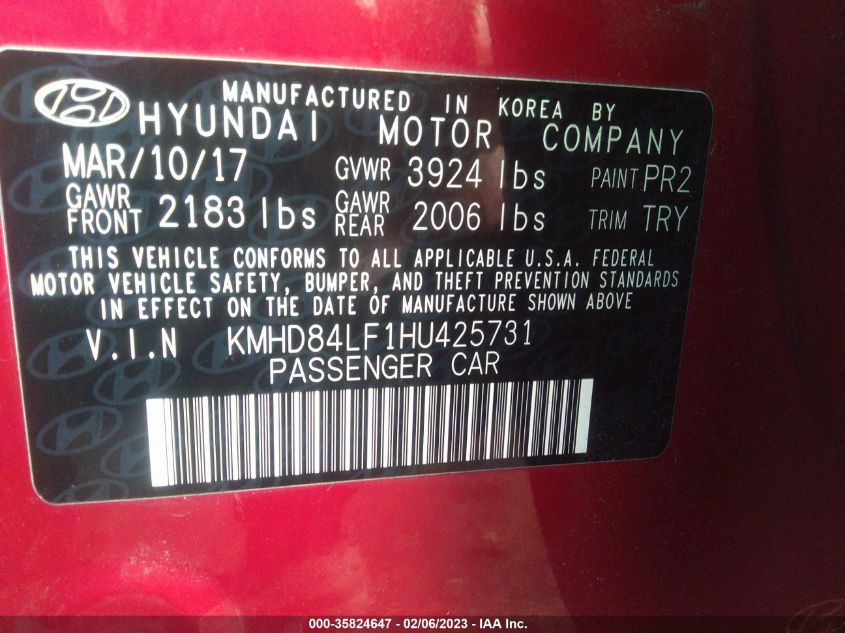 MANUFACTURED IN KOREA BY
HYUNDAI MOTOR COMPANY
MAR/10/17 GVWR 3924 lbs PAINT PR2
GAWR FRONT 2183 lbs GAWR REAR 2006 lbs TRIM TRY
THIS VEHICLE CONFORMS TO ALL APPLICABLE U.S.A. FEDERAL
MOTOR VEHICLE SAFETY, BUMPER, AND THEFT PREVENTION STANDARDS
IN EFFECT ON THE DATE OF MANUFACTURE SHOWN ABOVE
V.I.N KMHD84LF1HU425731
PASSENGER CAR
000-35824647 - 02/06/2023 - IAA Inc.